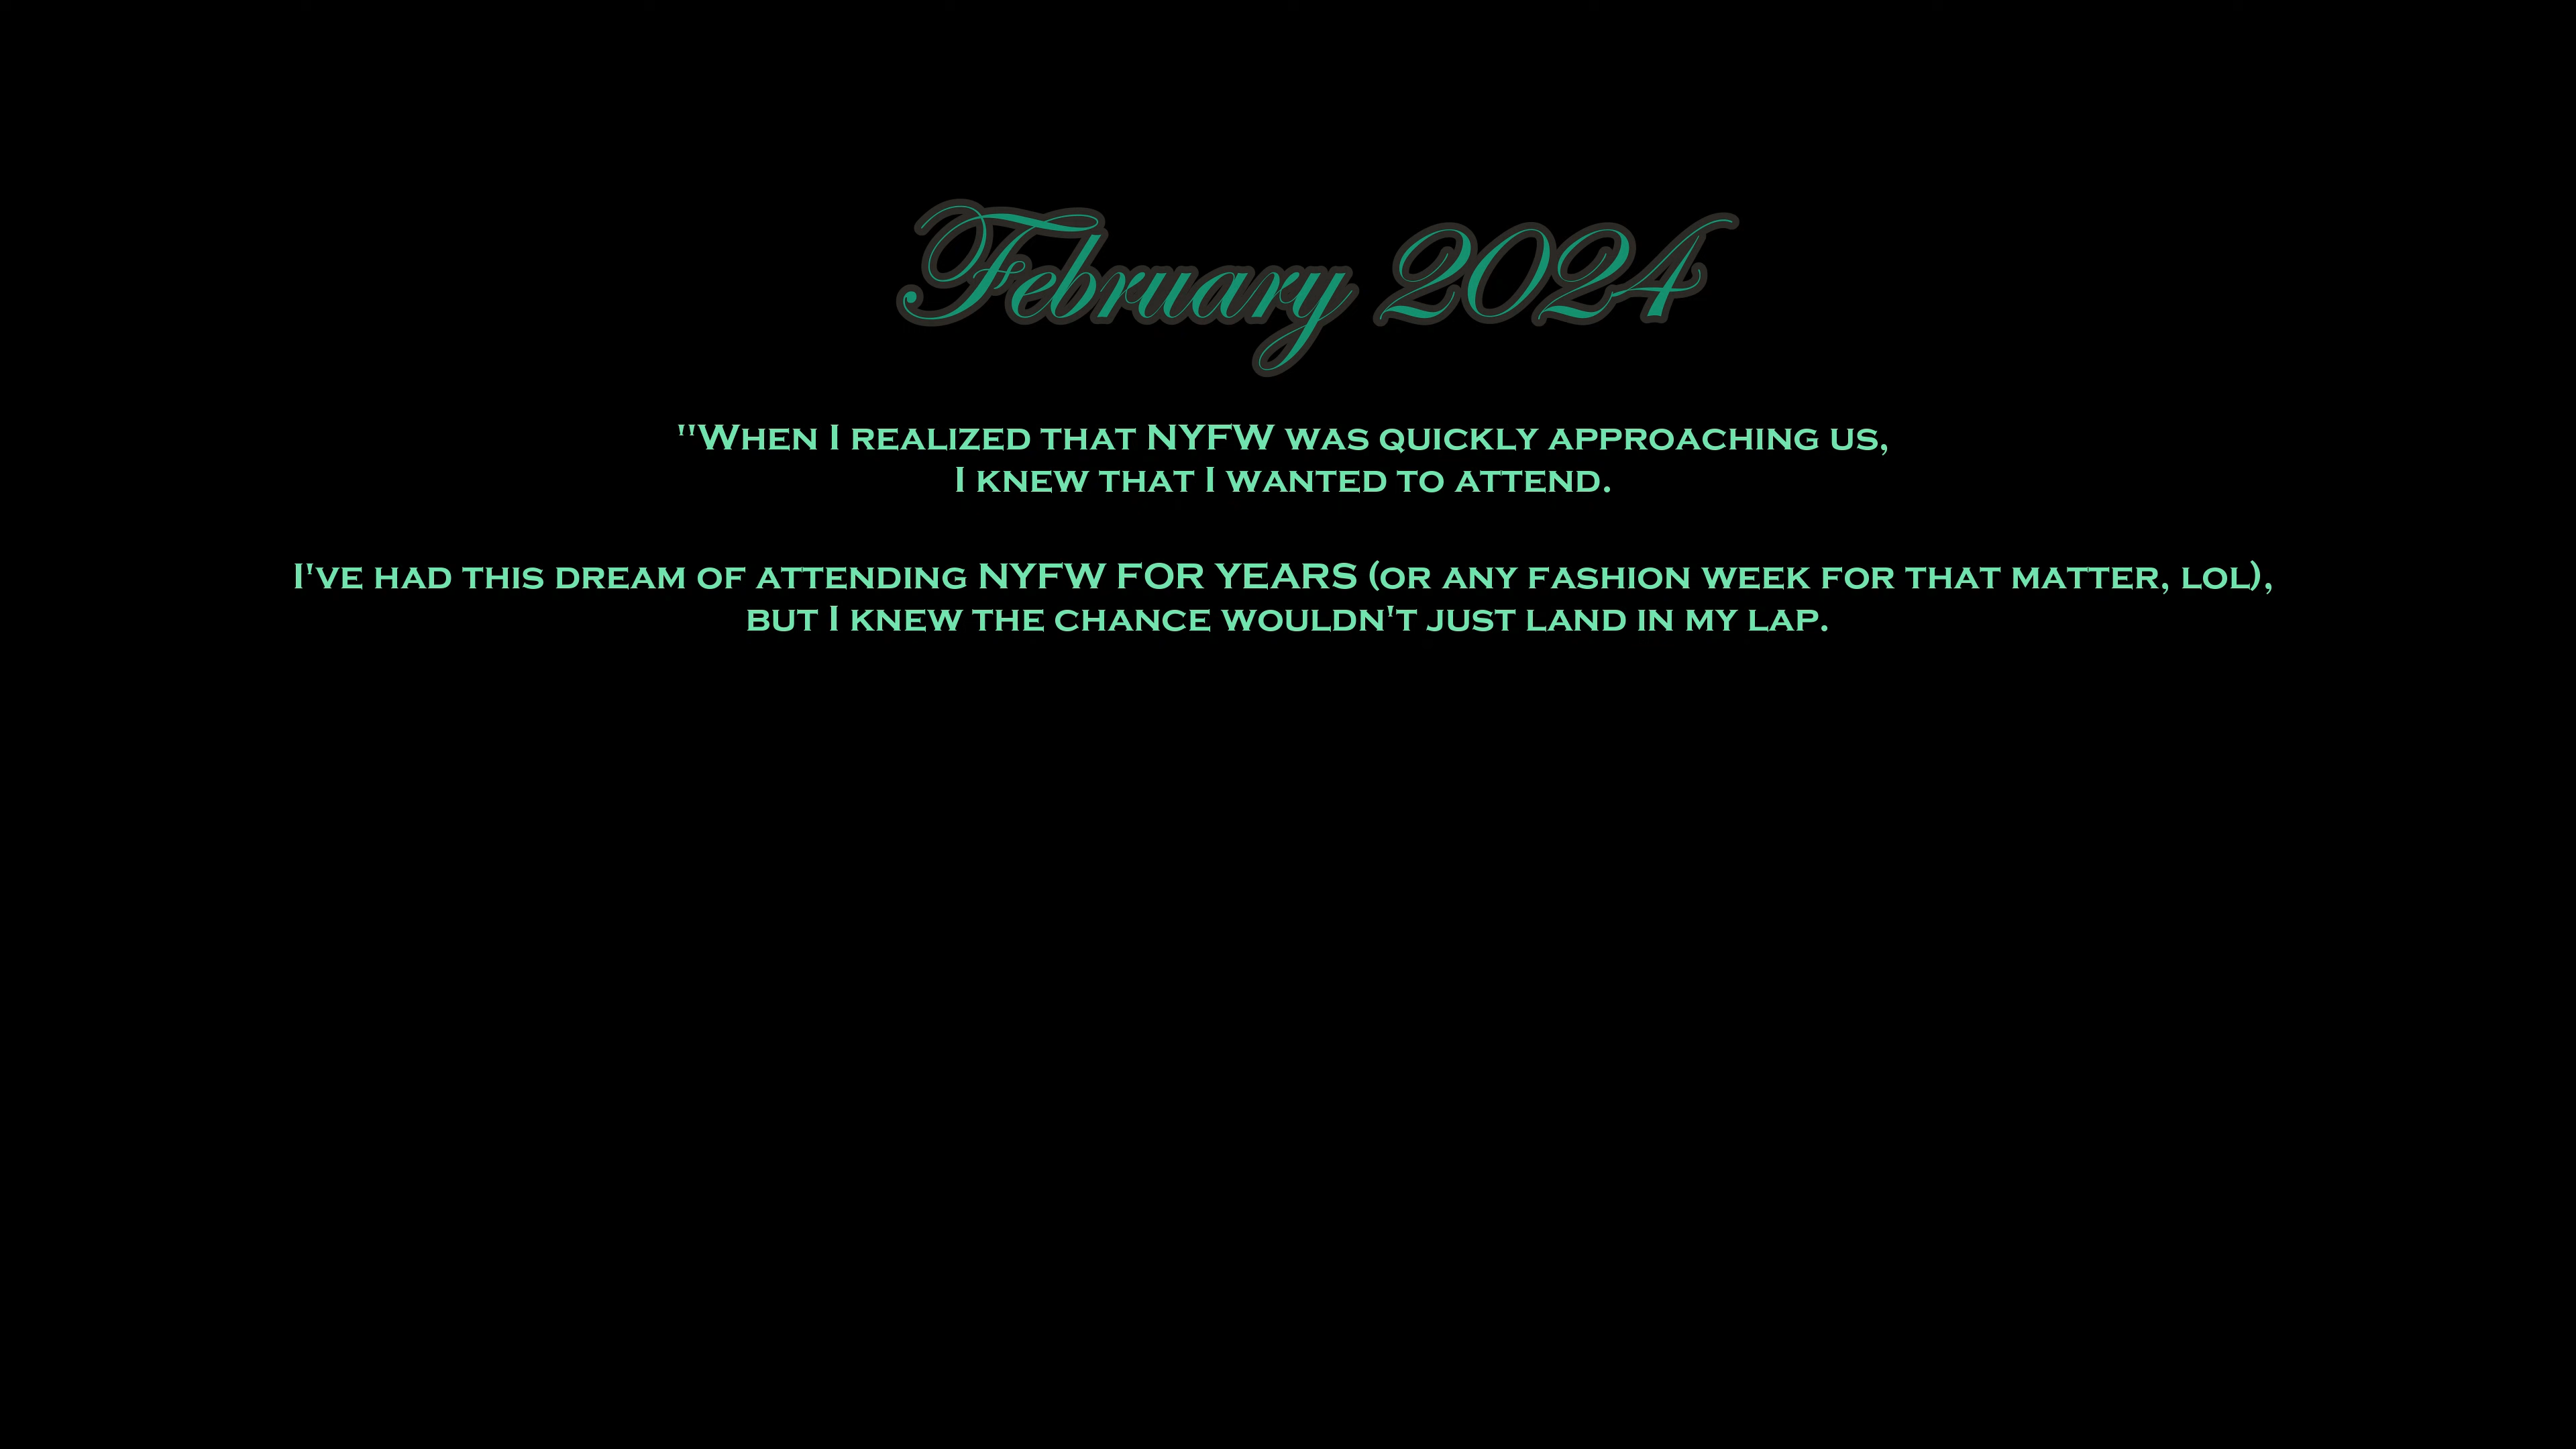 February 2024
"When I realized that NYFW was quickly approaching us,
I knew that I wanted to attend.
I've had this dream of attending NYFW FOR YEARS (or any fashion week for that matter, lol),
but I knew the chance wouldn't just land in my lap.